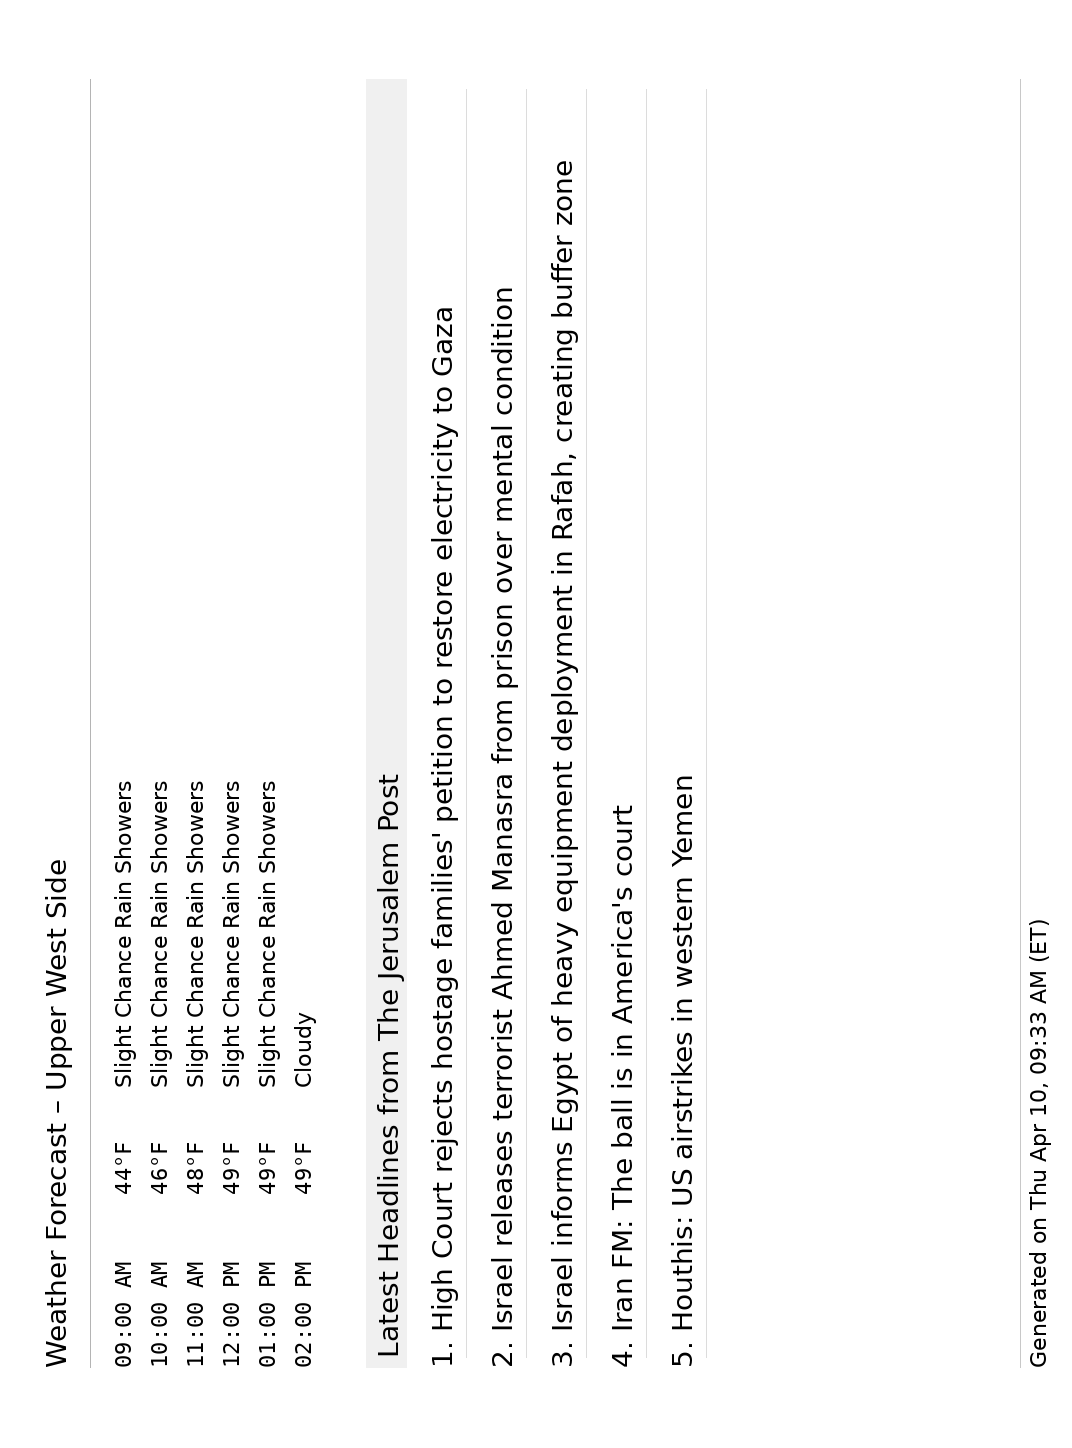 Weather Forecast – Upper West Side
09:00 AM 44°F Slight Chance Rain Showers
10:00 AM 46°F Slight Chance Rain Showers
11:00 AM 48°F Slight Chance Rain Showers
12:00 PM 49°F Slight Chance Rain Showers
01:00 PM 49°F Slight Chance Rain Showers
02:00 PM 49°F Cloudy
Latest Headlines from The Jerusalem Post
1. High Court rejects hostage families' petition to restore electricity to Gaza
2. Israel releases terrorist Ahmed Manasra from prison over mental condition
3. Israel informs Egypt of heavy equipment deployment in Rafah, creating buffer zone
4. Iran FM: The ball is in America's court
5. Houthis: US airstrikes in western Yemen
Generated on Thu Apr 10, 09:33 AM (ET)